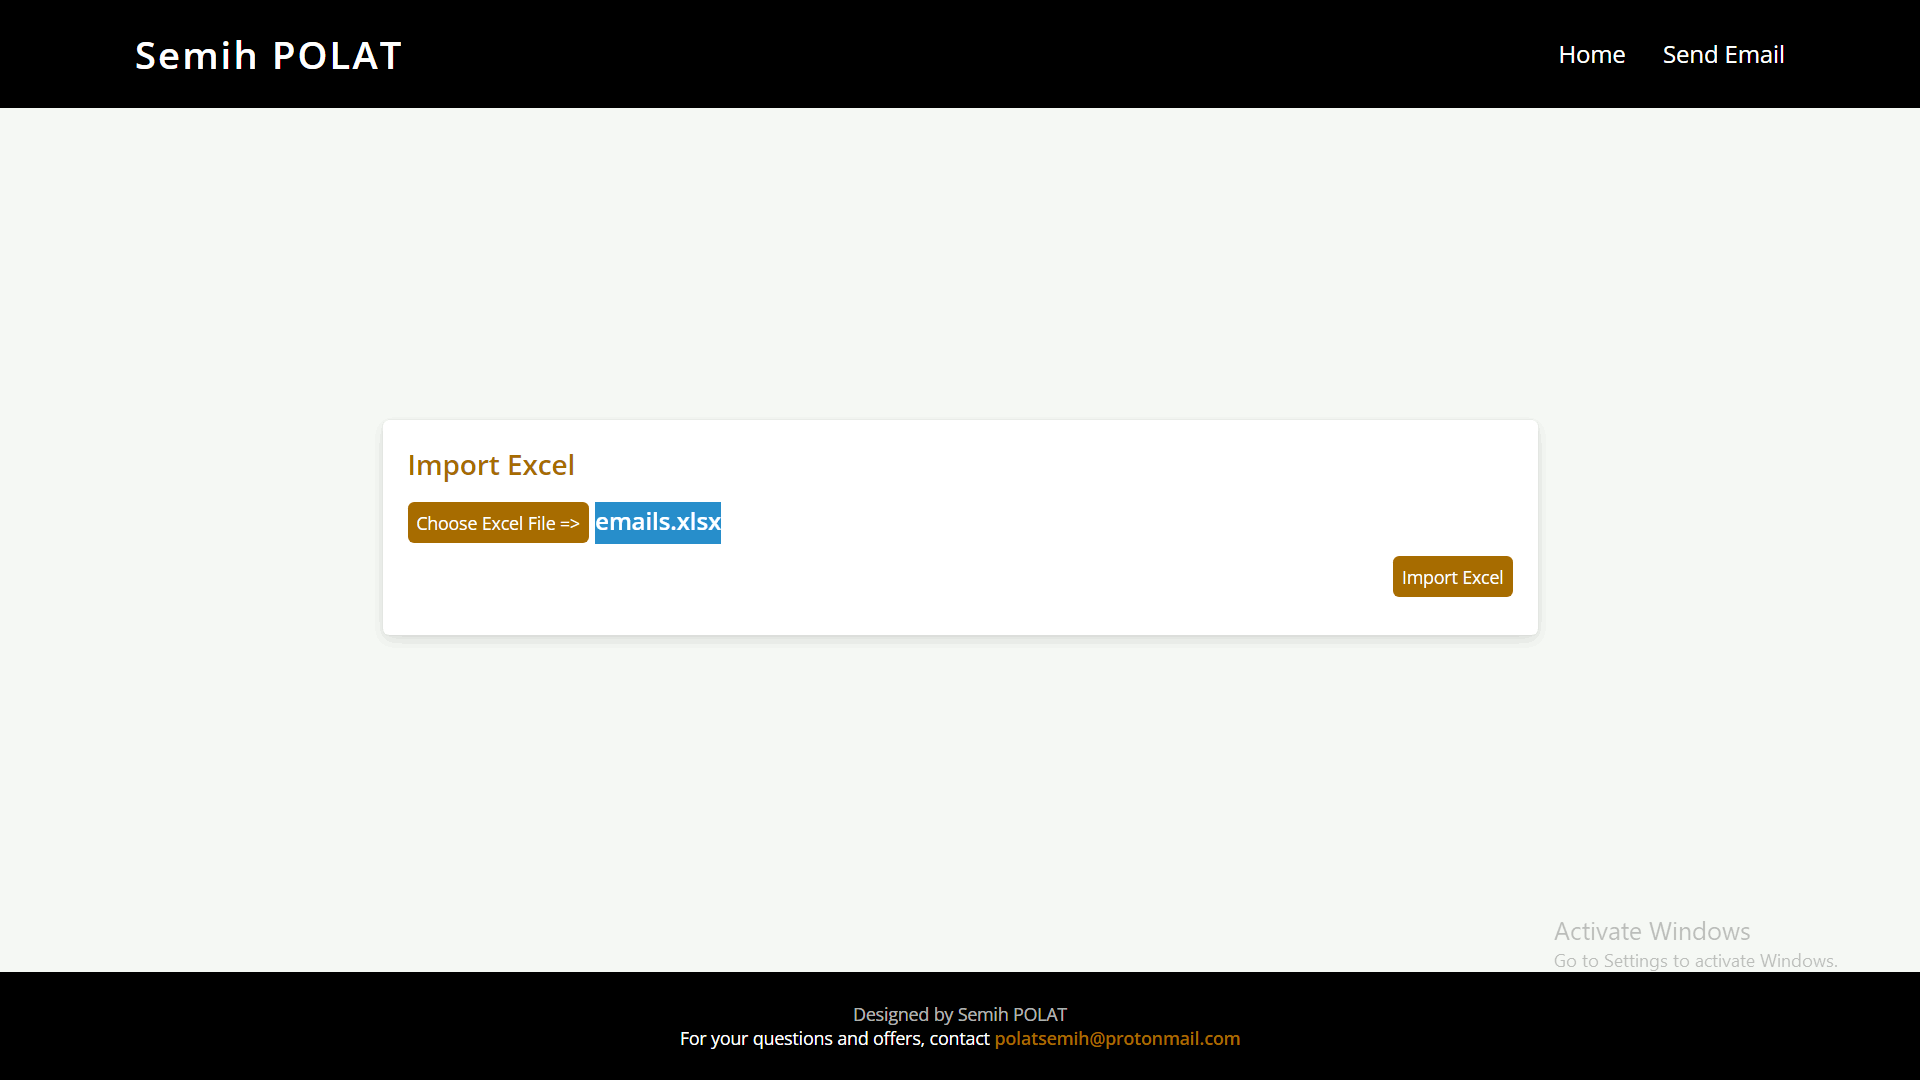 Semih POLAT
Home
Send Email
Import Excel
Choose Excel File =>
emails.xlsx
Import Excel
Activate Windows
Go to Settings to activate Windows.
Designed by Semih POLAT
For your questions and offers, contact polatsemih@protonmail.com